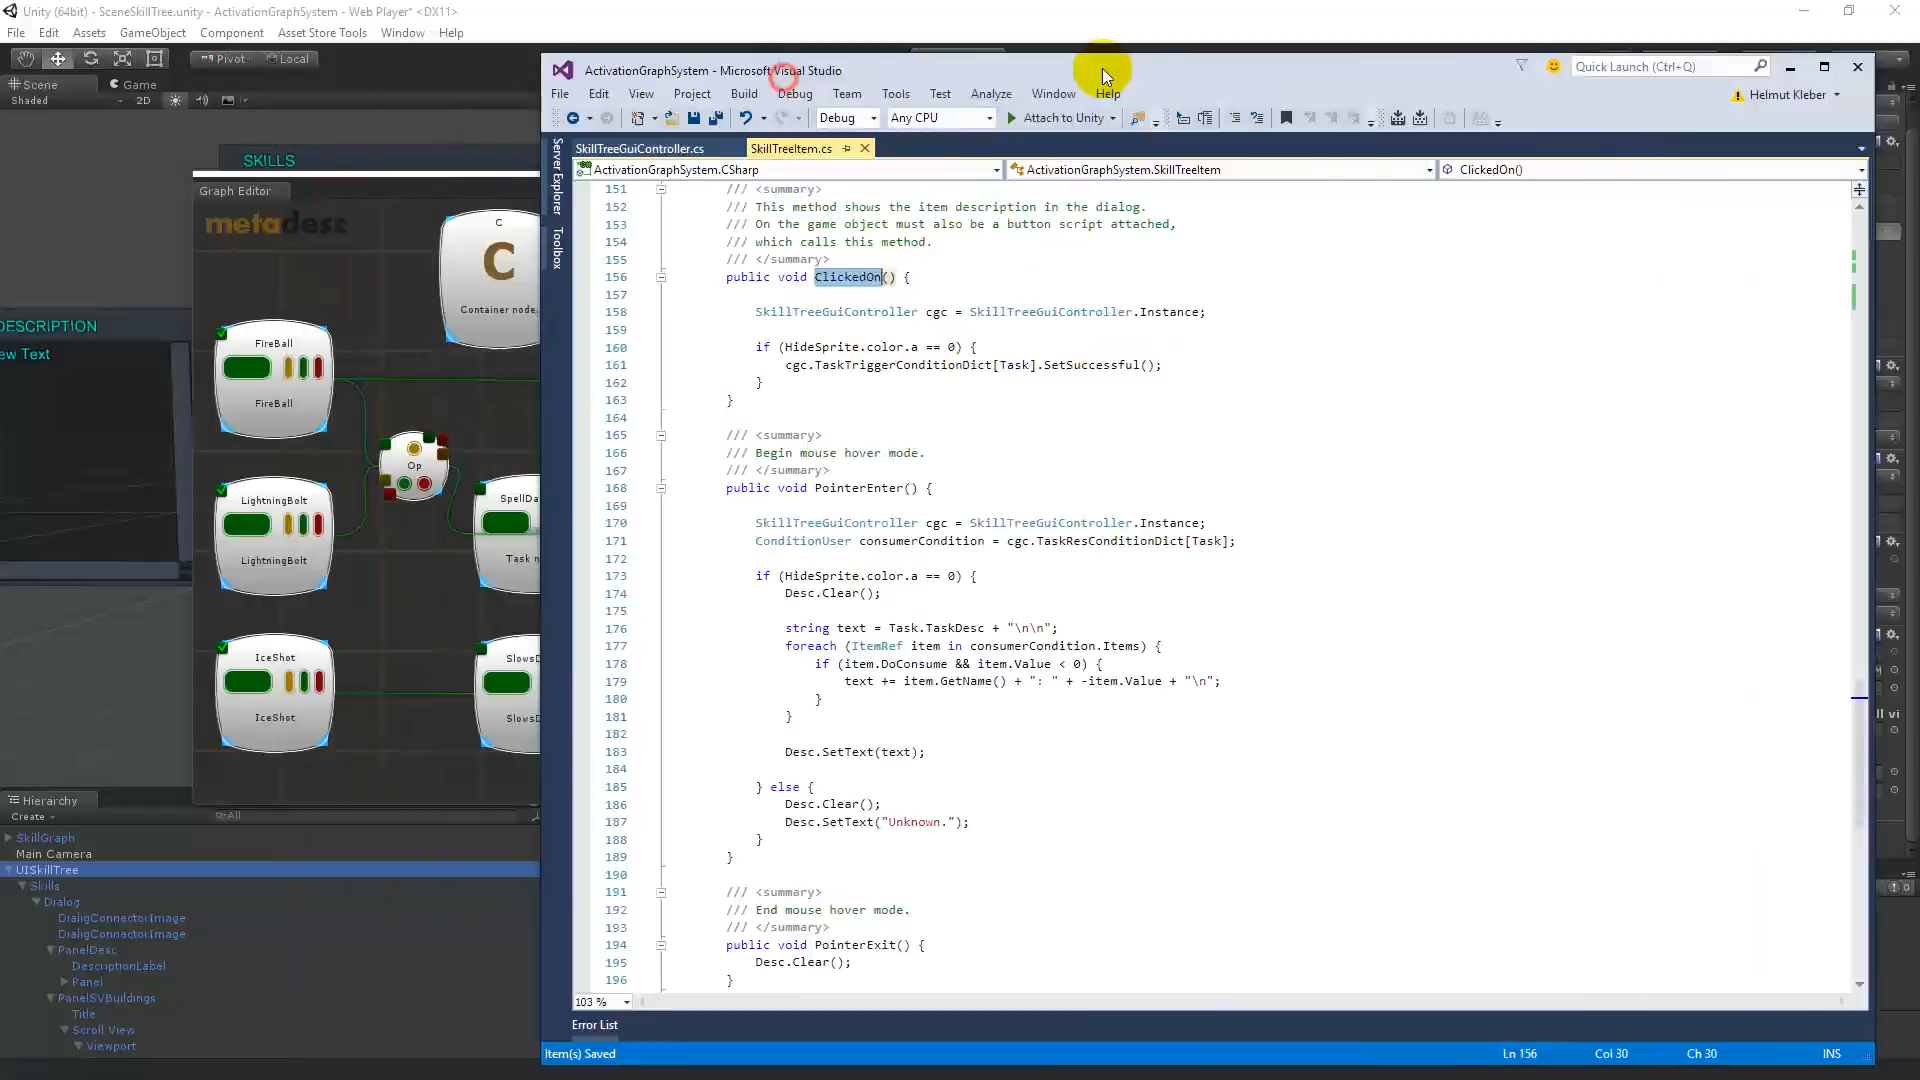 Unity (64bit) - SceneSkillTree.unity - ActivationGraphSystem - Web Player* <DX11>
File Edit Assets GameObject Component Asset Store Tools Window Help
Pivot Local
Scene Game
Shaded 2D
SKILLS
Graph Editor
metadesc
C
C
Container node
DESCRIPTION
ew Text
FireBall
FireBall
Op
LightningBolt
LightningBolt
SpellDa
Task n
IceShot
IceShot
SlowsD
SlowsD
Hierarchy
Create All
SkillGraph
Main Camera
UISkillTree
Skills
Dialog
DialigConnectorImage
DialigConnectorImage
PanelDesc
DescriptionLabel
Panel
PanelSVBuildings
Title
Scroll View
Viewport
ActivationGraphSystem - Microsoft Visual Studio
Quick Launch (Ctrl+Q)
File Edit View Project Build Debug Team Tools Test Analyze Window Help
Helmut Kleber
Debug Any CPU Attach to Unity
Server Explorer
Toolbox
SkillTreeGuiController.cs SkillTreeItem.cs
ActivationGraphSystem.CSharp ActivationGraphSystem.SkillTreeItem ClickedOn()
151 /// <summary>
152 /// This method shows the item description in the dialog.
153 /// On the game object must also be a button script attached,
154 /// which calls this method.
155 /// </summary>
156 public void ClickedOn() {
157
158 SkillTreeGuiController cgc = SkillTreeGuiController.Instance;
159
160 if (HideSprite.color.a == 0) {
161 cgc.TaskTriggerConditionDict[Task].SetSuccessful();
162 }
163 }
164
165 /// <summary>
166 /// Begin mouse hover mode.
167 /// </summary>
168 public void PointerEnter() {
169
170 SkillTreeGuiController cgc = SkillTreeGuiController.Instance;
171 ConditionUser consumerCondition = cgc.TaskResConditionDict[Task];
172
173 if (HideSprite.color.a == 0) {
174 Desc.Clear();
175
176 string text = Task.TaskDesc + "\n\n";
177 foreach (ItemRef item in consumerCondition.Items) {
178 if (item.DoConsume && item.Value < 0) {
179 text += item.GetName() + ": " + -item.Value + "\n";
180 }
181 }
182
183 Desc.SetText(text);
184
185 } else {
186 Desc.Clear();
187 Desc.SetText("Unknown.");
188 }
189 }
190
191 /// <summary>
192 /// End mouse hover mode.
193 /// </summary>
194 public void PointerExit() {
195 Desc.Clear();
196 }
103 %
Error List
Item(s) Saved Ln 156 Col 30 Ch 30 INS
ll vi